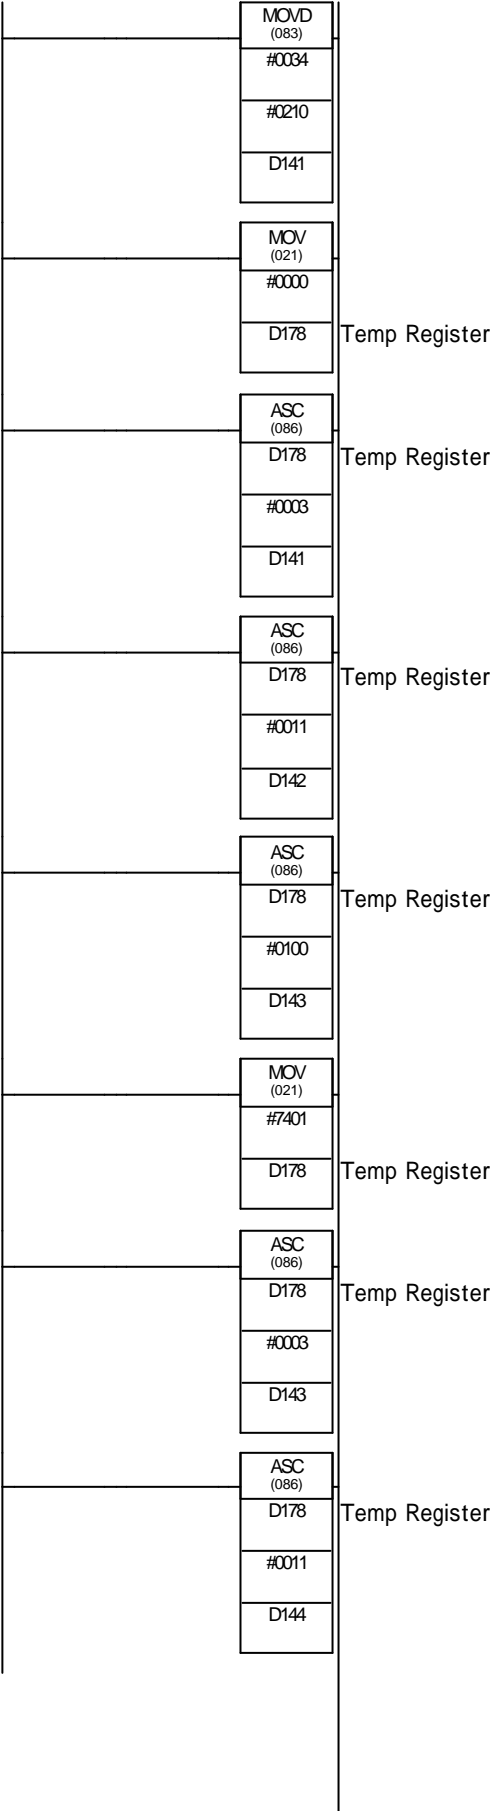 MOVD
(083)
#0034
#0210
D141
MOV
(021)
#0000
D178 Temp Register
ASC
(086)
D178 Temp Register
#0003
D141
ASC
(086)
D178 Temp Register
#0011
D142
ASC
(086)
D178 Temp Register
#0100
D143
MOV
(021)
#7401
D178 Temp Register
ASC
(086)
D178 Temp Register
#0003
D143
ASC
(086)
D178 Temp Register
#0011
D144